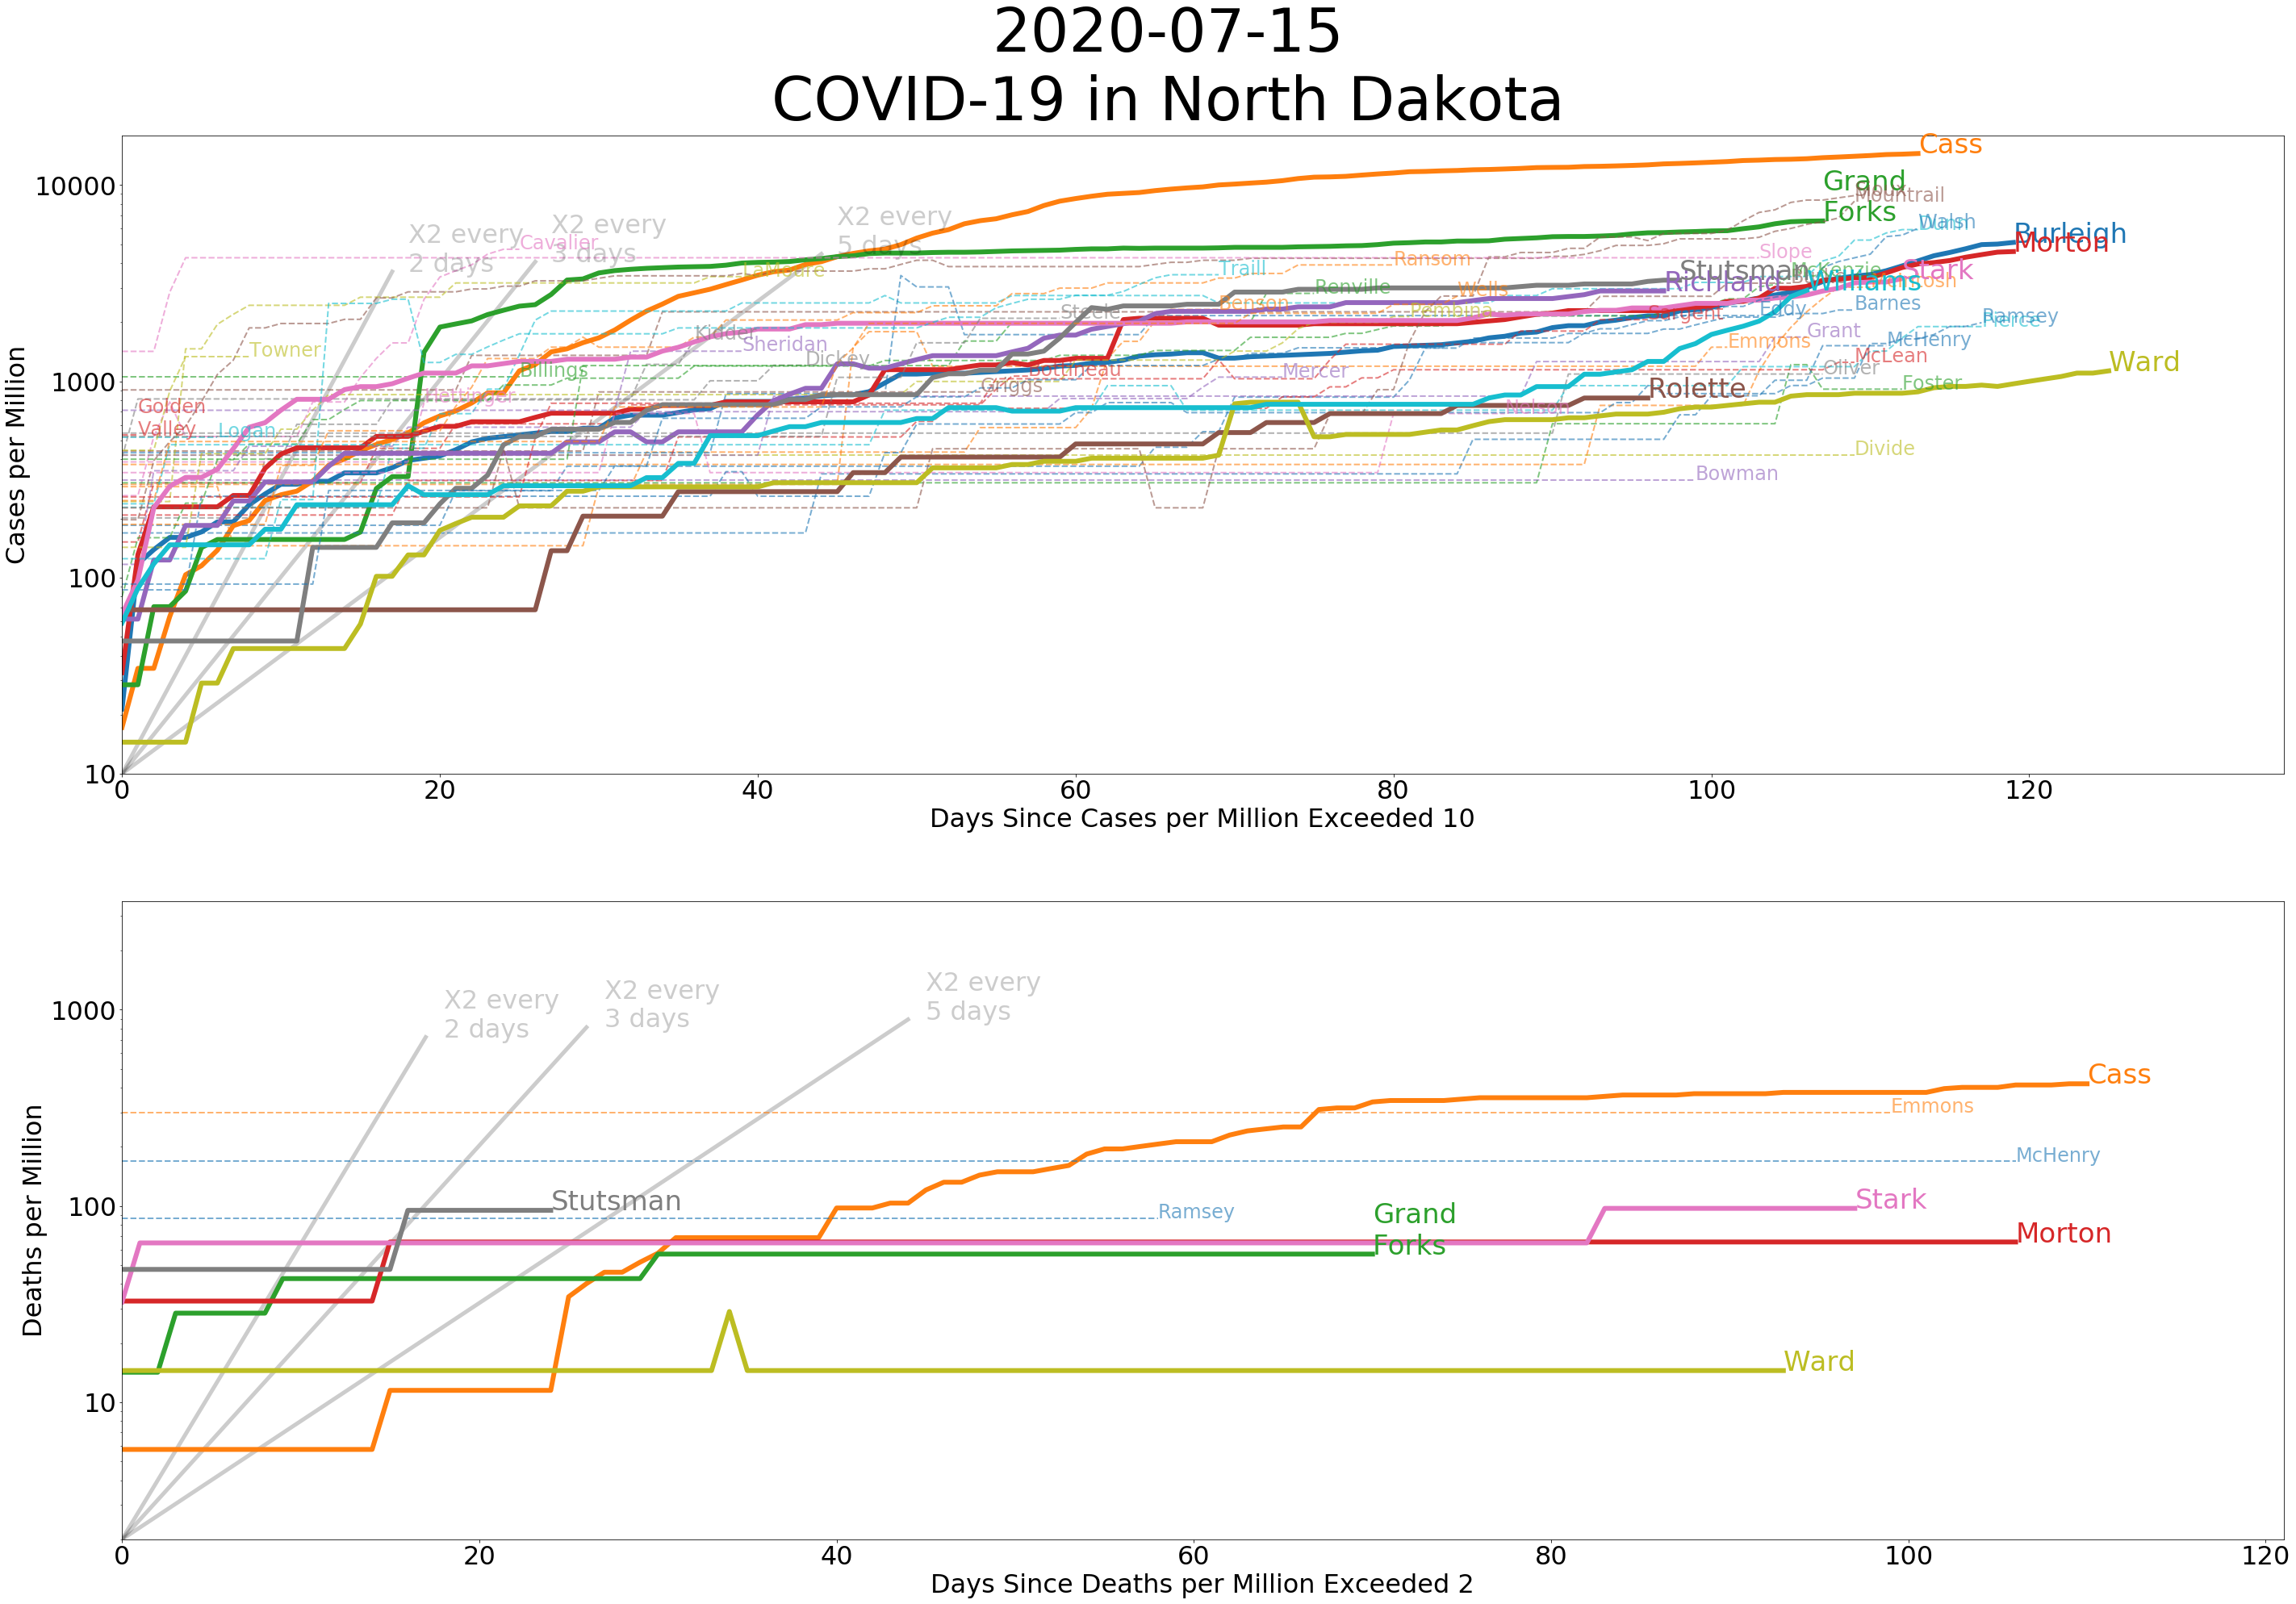 2020-07-15
COVID-19 in North Dakota
Cases per Million
10000
1000
100
10
X2 every
2 days
X2 every
3 days
X2 every
5 days
Cass
Grand
Forks
Mountrail
Walsh
Dunn
Burleigh
Morton
Cavalier
Slope
LaMoure
Traill
Ransom
McKenzie
Stutsman
Stark
Richland
Williams
Renville
Wells
Benson
Pembina
Steele
Sargent
Eddy
Barnes
Ramsey
Pierce
Kidder
Sheridan
Dickey
Towner
Billings
Grant
McHenry
Emmons
McLean
Oliver
Ward
Bottineau
Mercer
Griggs
Rolette
Foster
Hettinger
Golden
Valley
Logan
Nelson
Divide
Bowman
0
20
40
60
80
100
120
Days Since Cases per Million Exceeded 10
Deaths per Million
1000
100
10
X2 every
2 days
X2 every
3 days
X2 every
5 days
Cass
Emmons
McHenry
Stutsman
Ramsey
Grand
Forks
Stark
Morton
Ward
0
20
40
60
80
100
120
Days Since Deaths per Million Exceeded 2